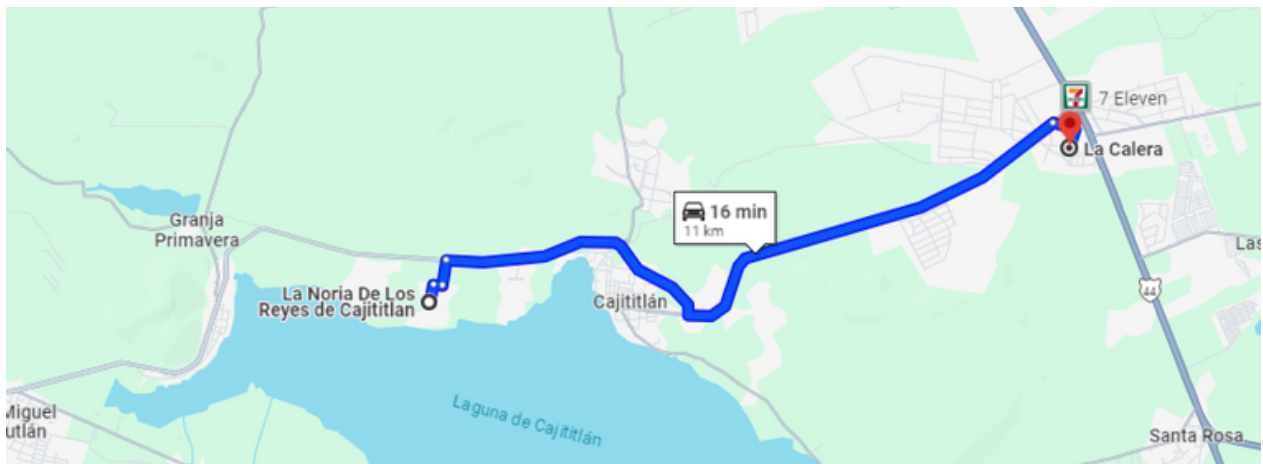 7 Eleven
La Calera
16 min
11 km
Granja
Primavera
La Noria De Los
Reyes de Cajititlan
Cajititlán
Las
44
Laguna de Cajititlán
Miguel
utlán
Santa Rosa